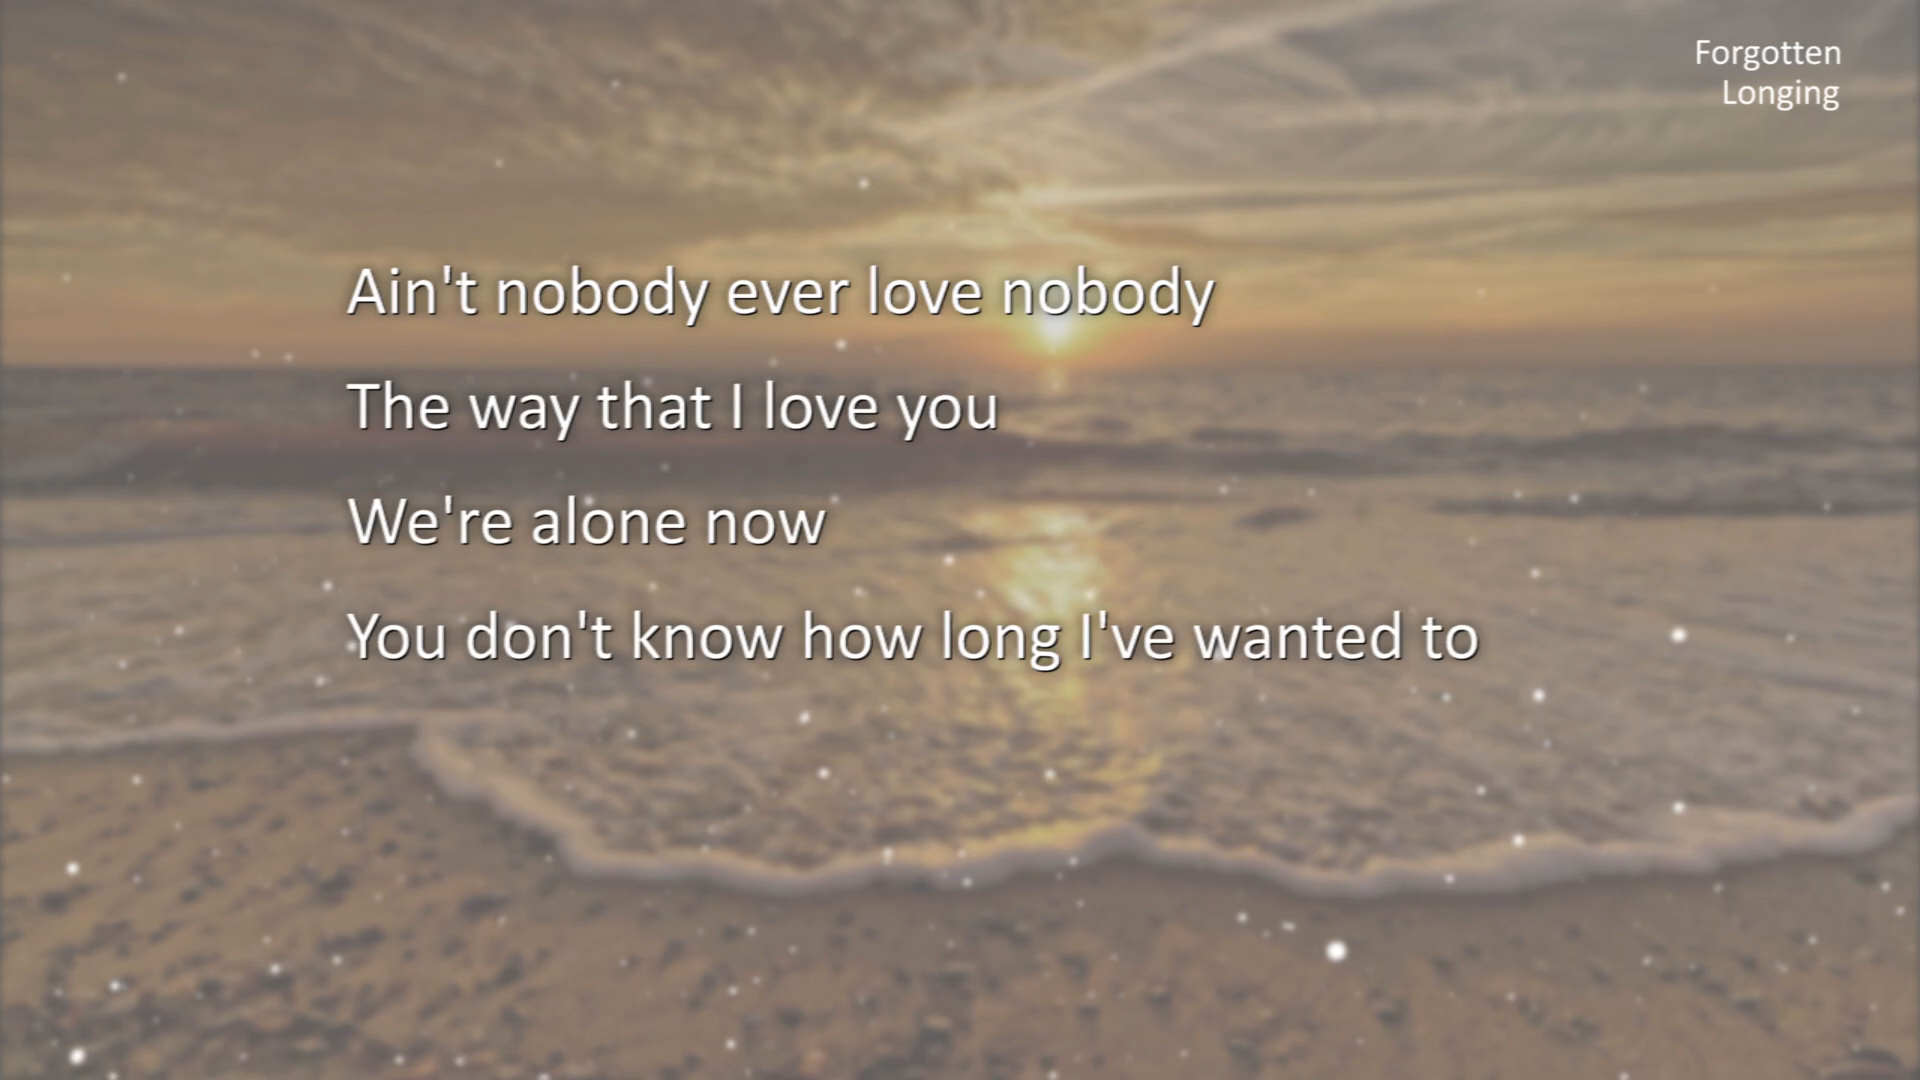 Forgotten
Longing
Ain't nobody ever love nobody
The way that I love you
We're alone now
You don't know how long I've wanted to